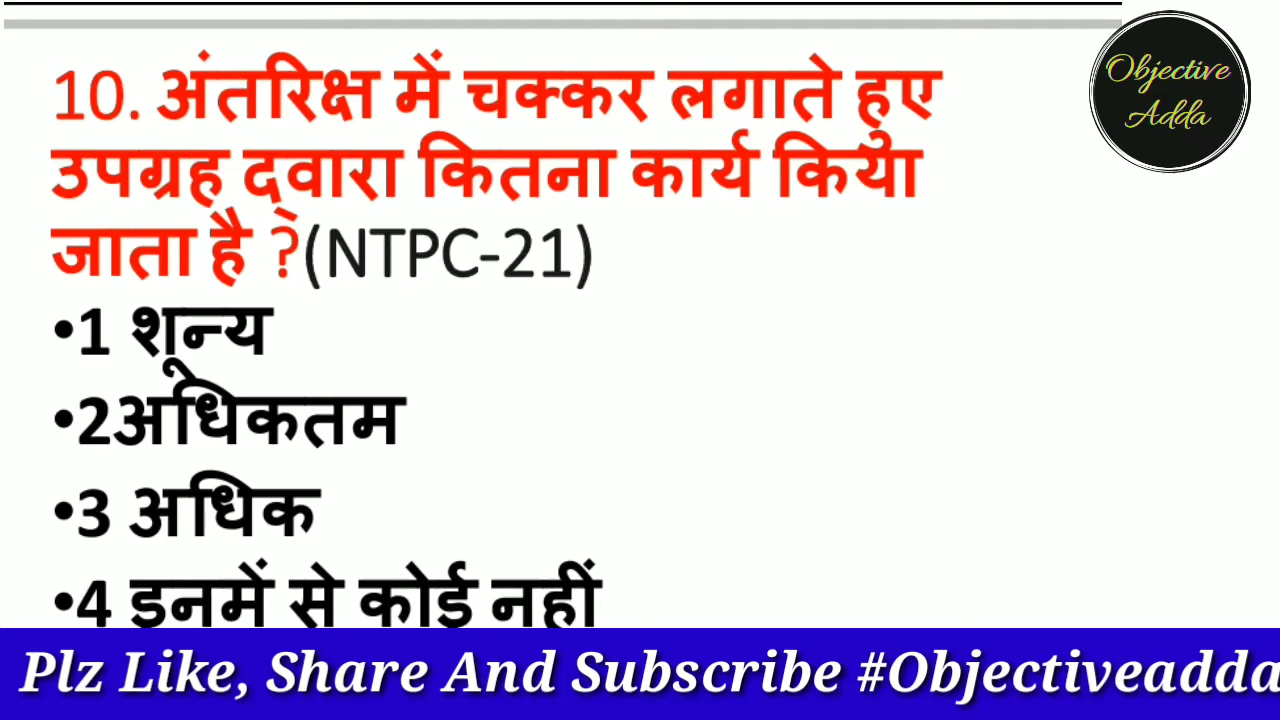 10. अंतरिक्ष में चक्कर लगाते हुए
उपग्रह दवारा कितना कार्य किया
जाता है ?(NTPC-21)
•1 शून्य
•2अधिकतम
•3 अधिक
•4 इनमें से कोई नहीं
Objective
Adda
Plz Like, Share And Subscribe #Objectiveadda